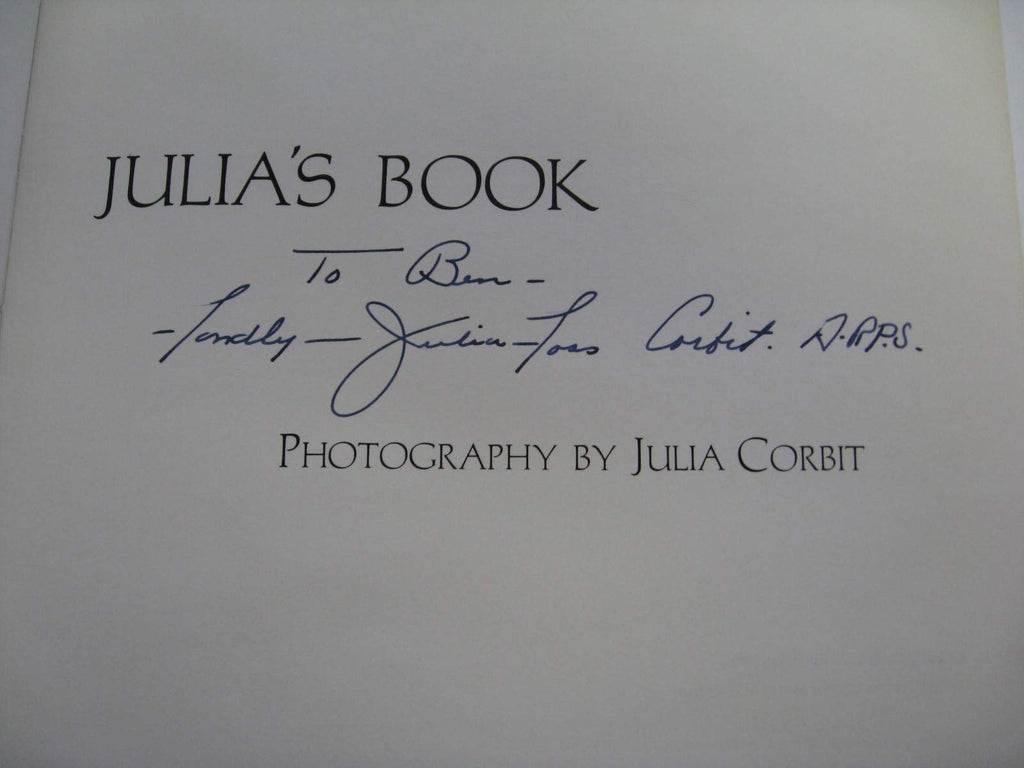 JULIA'S BOOK
To Ben -
- Fondly - Julia - Foss Corbit. A.P.P.S.
PHOTOGRAPHY BY JULIA CORBIT